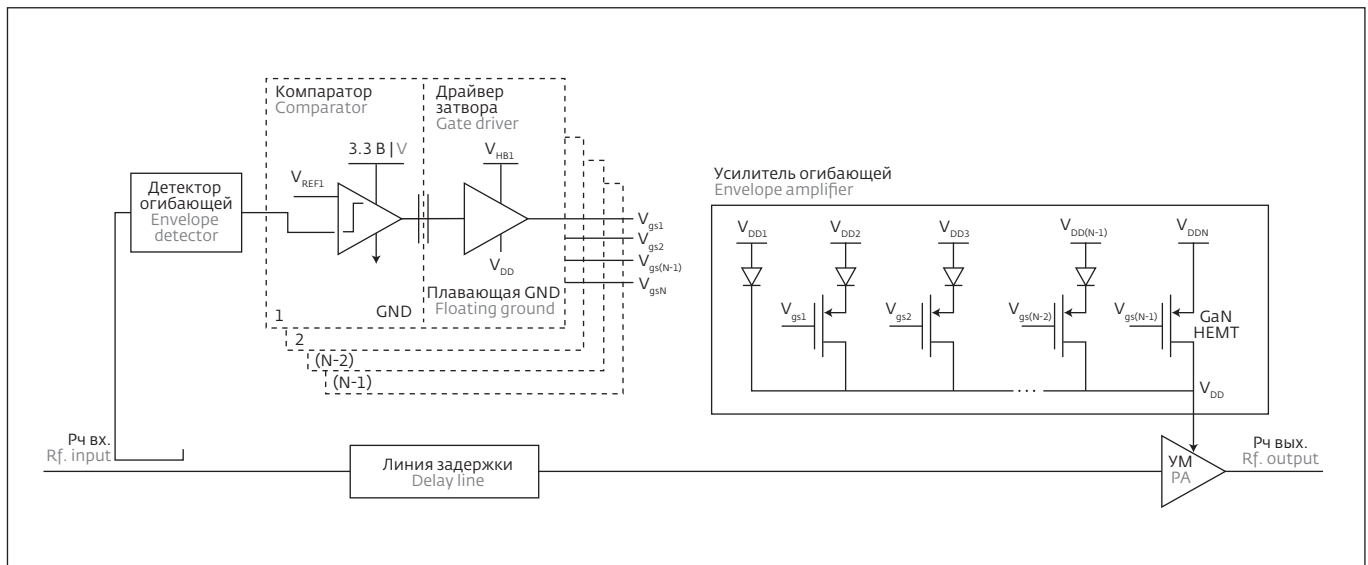 Компаратор
Comparator
Драйвер
затвора
Gate driver
3.3 В | V
V_HB1
V_REF1
Детектор
огибающей
Envelope
detector
V_DD
GND
Плавающая GND
Floating ground
1
2
(N-2)
(N-1)
V_gs1
V_gs2
V_gs(N-1)
V_gsN
Усилитель огибающей
Envelope amplifier
V_DD1
V_DD2
V_DD3
V_DD(N-1)
V_DDN
V_gs1
V_gs2
V_gs(N-2)
V_gs(N-1)
GaN
HEMT
...
V_DD
Рч вх.
Rf. input
Линия задержки
Delay line
УМ
PA
Рч вых.
Rf. output